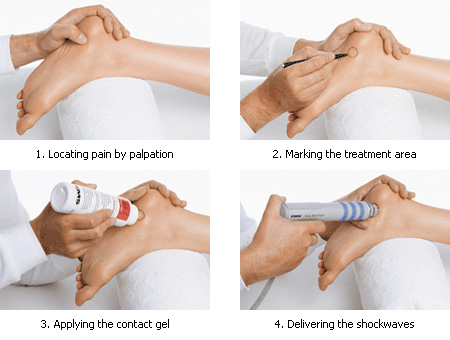 1. Locating pain by palpation
2. Marking the treatment area
EMS
3. Applying the contact gel
4. Delivering the shockwaves